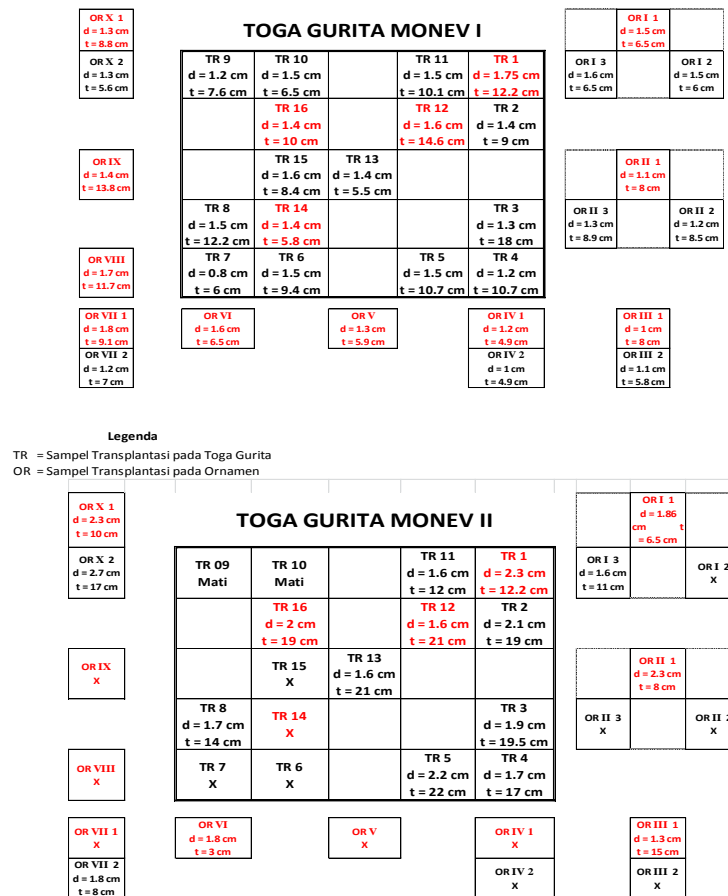 TOGA GURITA MONEV I
OR X 1
d = 1.3 cm
t = 8.8 cm
OR X 2
d = 1.3 cm
t = 5.6 cm
OR IX
d = 1.4 cm
t = 13.8 cm
OR VIII
d = 1.7 cm
t = 11.7 cm
OR VII 1
d = 1.8 cm
t = 9.1 cm
OR VII 2
d = 1.2 cm
t = 7 cm
TR 9
d = 1.2 cm
t = 7.6 cm
TR 10
d = 1.5 cm
t = 6.5 cm
TR 11
d = 1.5 cm
t = 10.1 cm
TR 1
d = 1.75 cm
t = 12.2 cm
TR 16
d = 1.4 cm
t = 10 cm
TR 12
d = 1.6 cm
t = 14.6 cm
TR 2
d = 1.4 cm
t = 9 cm
TR 15
d = 1.6 cm
t = 8.4 cm
TR 13
d = 1.4 cm
t = 5.5 cm
TR 8
d = 1.5 cm
t = 12.2 cm
TR 14
d = 1.4 cm
t = 5.8 cm
TR 3
d = 1.3 cm
t = 18 cm
TR 7
d = 0.8 cm
t = 6 cm
TR 6
d = 1.5 cm
t = 9.4 cm
TR 5
d = 1.5 cm
t = 10.7 cm
TR 4
d = 1.2 cm
t = 10.7 cm
OR I 1
d = 1.5 cm
t = 6.5 cm
OR I 3
d = 1.6 cm
t = 6.5 cm
OR I 2
d = 1.5 cm
t = 6 cm
OR II 1
d = 1.1 cm
t = 8 cm
OR II 3
d = 1.3 cm
t = 8.9 cm
OR II 2
d = 1.2 cm
t = 8.5 cm
OR VI
d = 1.6 cm
t = 6.5 cm
OR V
d = 1.3 cm
t = 5.9 cm
OR IV 1
d = 1.2 cm
t = 4.9 cm
OR IV 2
d = 1 cm
t = 4.9 cm
OR III 1
d = 1 cm
t = 8 cm
OR III 2
d = 1.1 cm
t = 5.8 cm
Legenda
TR = Sampel Transplantasi pada Toga Gurita
OR = Sampel Transplantasi pada Ornamen
TOGA GURITA MONEV II
OR X 1
d = 2.3 cm
t = 10 cm
OR X 2
d = 2.7 cm
t = 17 cm
OR IX
X
OR VIII
X
OR VII 1
X
OR VII 2
d = 1.8 cm
t = 8 cm
TR 09
Mati
TR 10
Mati
TR 11
d = 1.6 cm
t = 12 cm
TR 1
d = 2.3 cm
t = 12.2 cm
TR 16
d = 2 cm
t = 19 cm
TR 12
d = 1.6 cm
t = 21 cm
TR 2
d = 2.1 cm
t = 19 cm
TR 15
X
TR 13
d = 1.6 cm
t = 21 cm
TR 8
d = 1.7 cm
t = 14 cm
TR 14
X
TR 3
d = 1.9 cm
t = 19.5 cm
TR 7
X
TR 6
X
TR 5
d = 2.2 cm
t = 22 cm
TR 4
d = 1.7 cm
t = 17 cm
OR I 1
d = 1.86
cm t
= 6.5 cm
OR I 3
d = 1.6 cm
t = 11 cm
OR I 2
X
OR II 1
d = 2.3 cm
t = 8 cm
OR II 3
X
OR II 2
X
OR VI
d = 1.8 cm
t = 3 cm
OR V
X
OR IV 1
X
OR IV 2
X
OR III 1
d = 1.3 cm
t = 15 cm
OR III 2
X